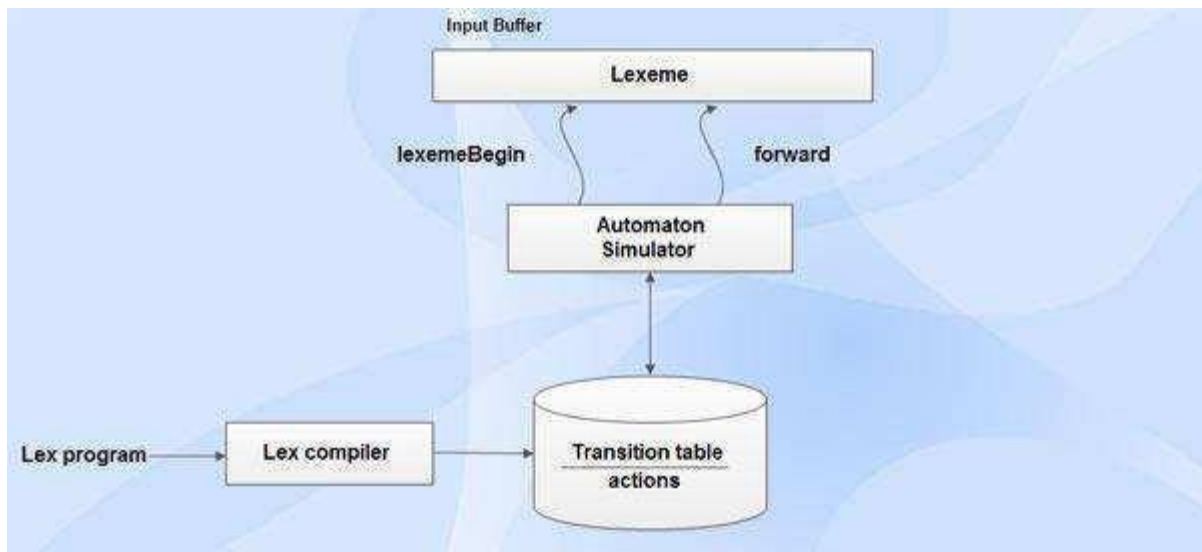 Input Buffer
Lexeme
lexemeBegin
forward
Automaton
Simulator
Lex program
Lex compiler
Transition table
actions